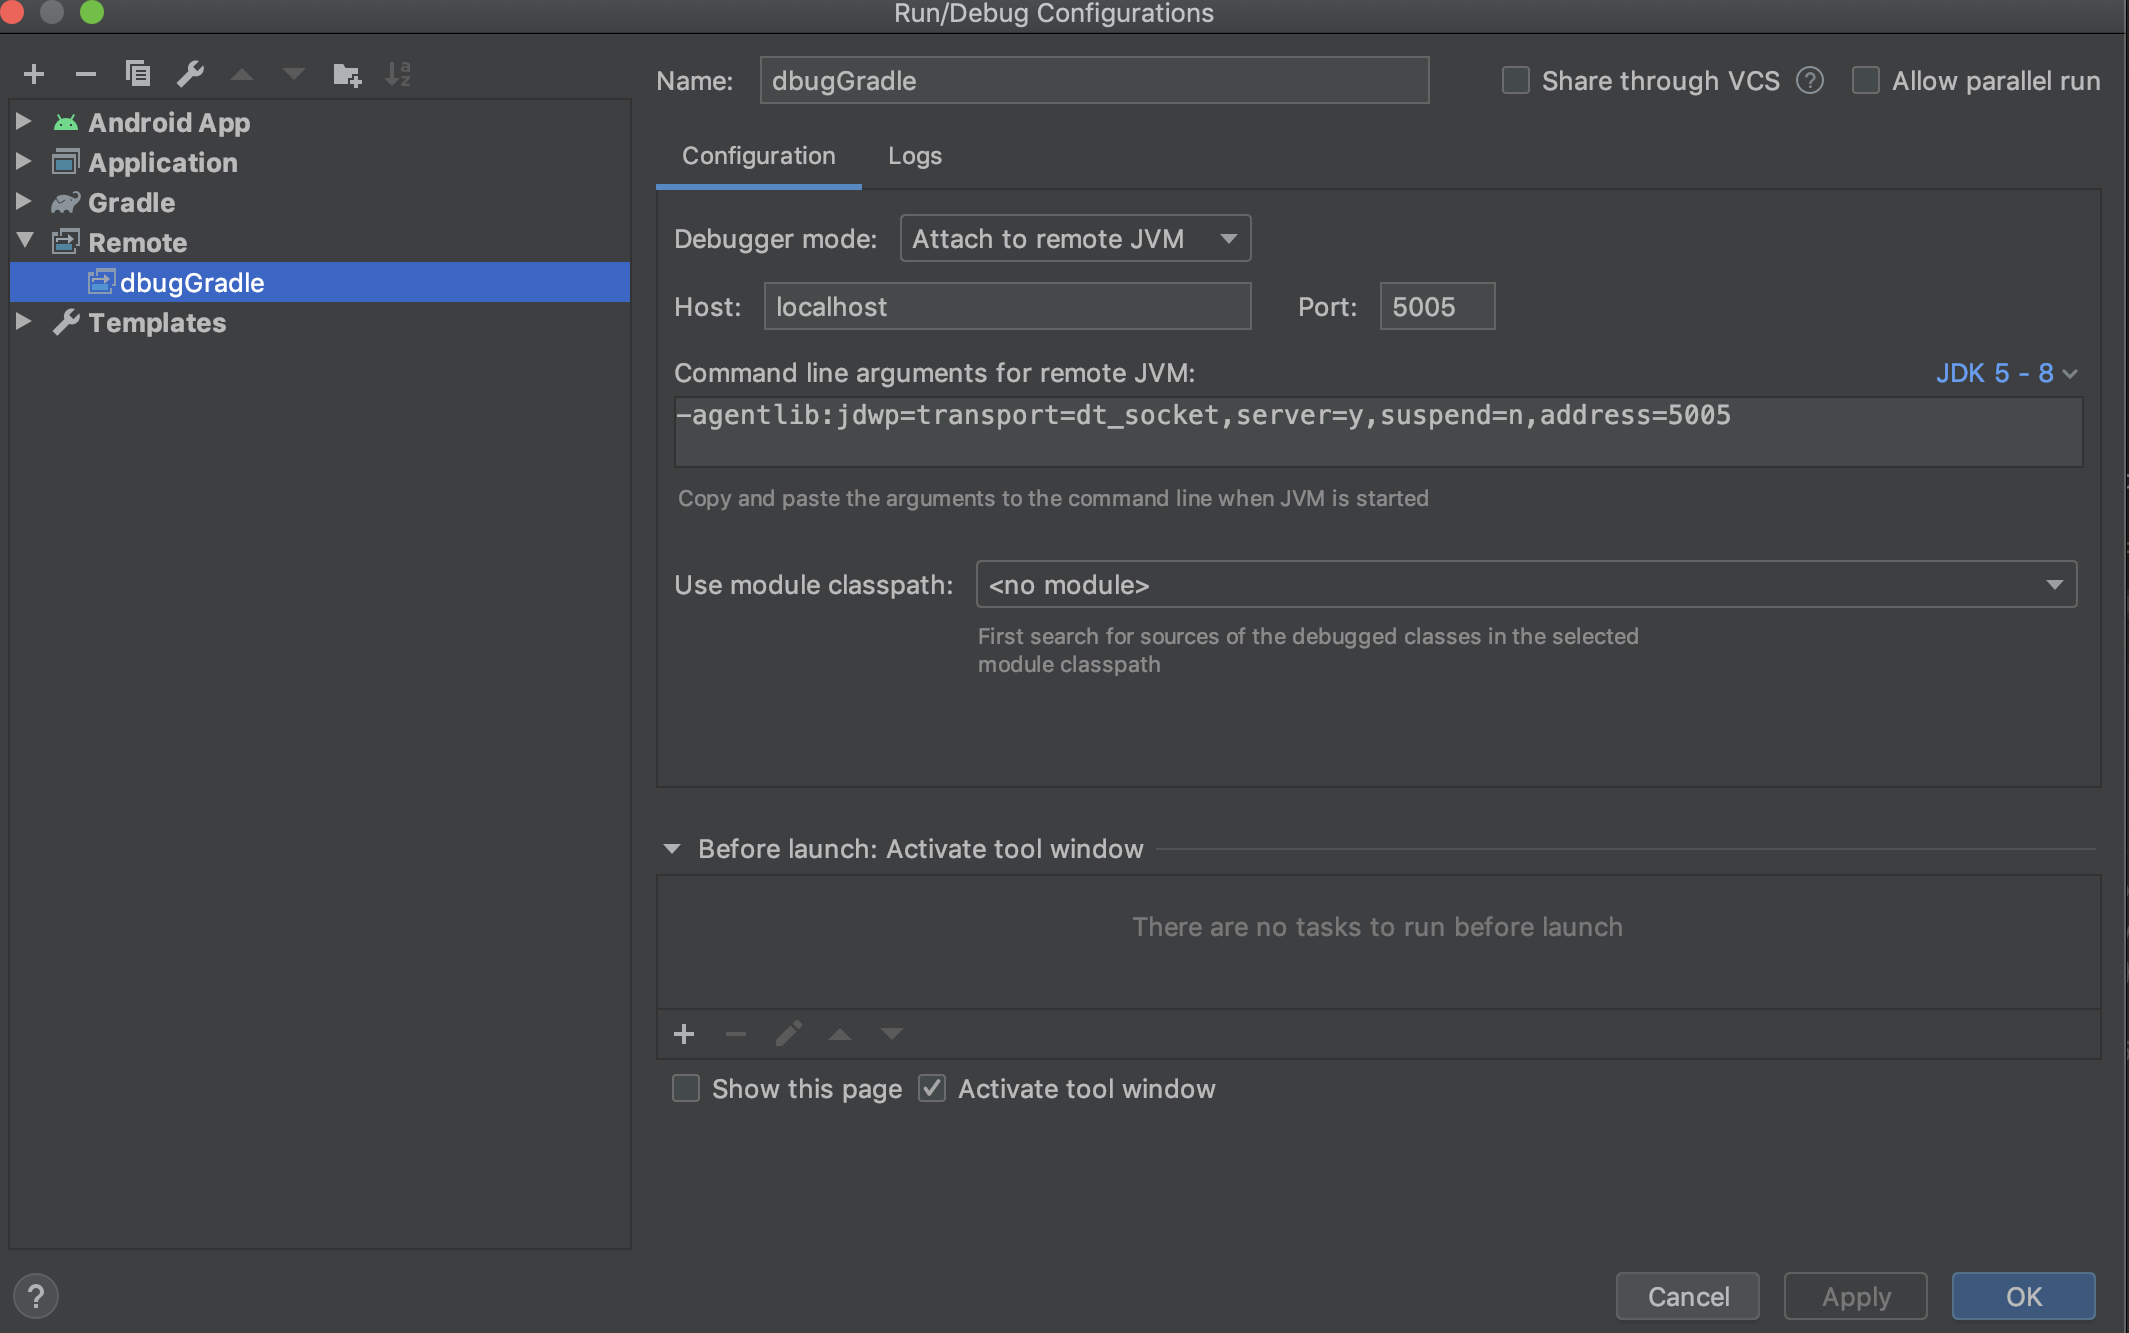 Run/Debug Configurations
Name: dbugGradle Share through VCS ? Allow parallel run
Android App
Application
Gradle
Remote
dbugGradle
Templates
Configuration Logs
Debugger mode: Attach to remote JVM
Host: localhost Port: 5005
Command line arguments for remote JVM: JDK 5 - 8
-agentlib:jdwp=transport=dt_socket,server=y,suspend=n,address=5005
Copy and paste the arguments to the command line when JVM is started
Use module classpath: <no module>
First search for sources of the debugged classes in the selected
module classpath
Before launch: Activate tool window
There are no tasks to run before launch
Show this page Activate tool window
? Cancel Apply OK